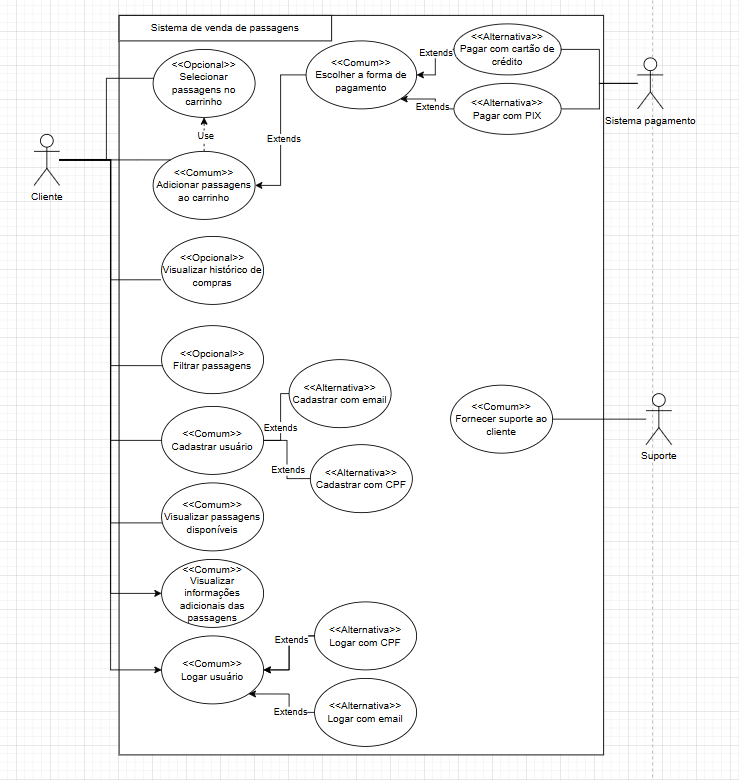 Sistema de venda de passagens
<<Opcional>>
Selecionar
passagens no
carrinho
Use
<<Comum>>
Adicionar passagens
ao carrinho
Extends
<<Comum>>
Escolher a forma de
pagamento
Extends
<<Alternativa>>
Pagar com cartão de
crédito
Extends
<<Alternativa>>
Pagar com PIX
Sistema pagamento
Cliente
<<Opcional>>
Visualizar histórico de
compras
<<Opcional>>
Filtrar passagens
<<Alternativa>>
Cadastrar com email
Extends
<<Comum>>
Cadastrar usuário
Extends
<<Alternativa>>
Cadastrar com CPF
<<Comum>>
Fornecer suporte ao
cliente
Suporte
<<Comum>>
Visualizar passagens
disponíveis
<<Comum>>
Visualizar
informações
adicionais das
passagens
<<Alternativa>>
Logar com CPF
Extends
<<Comum>>
Logar usuário
Extends
<<Alternativa>>
Logar com email